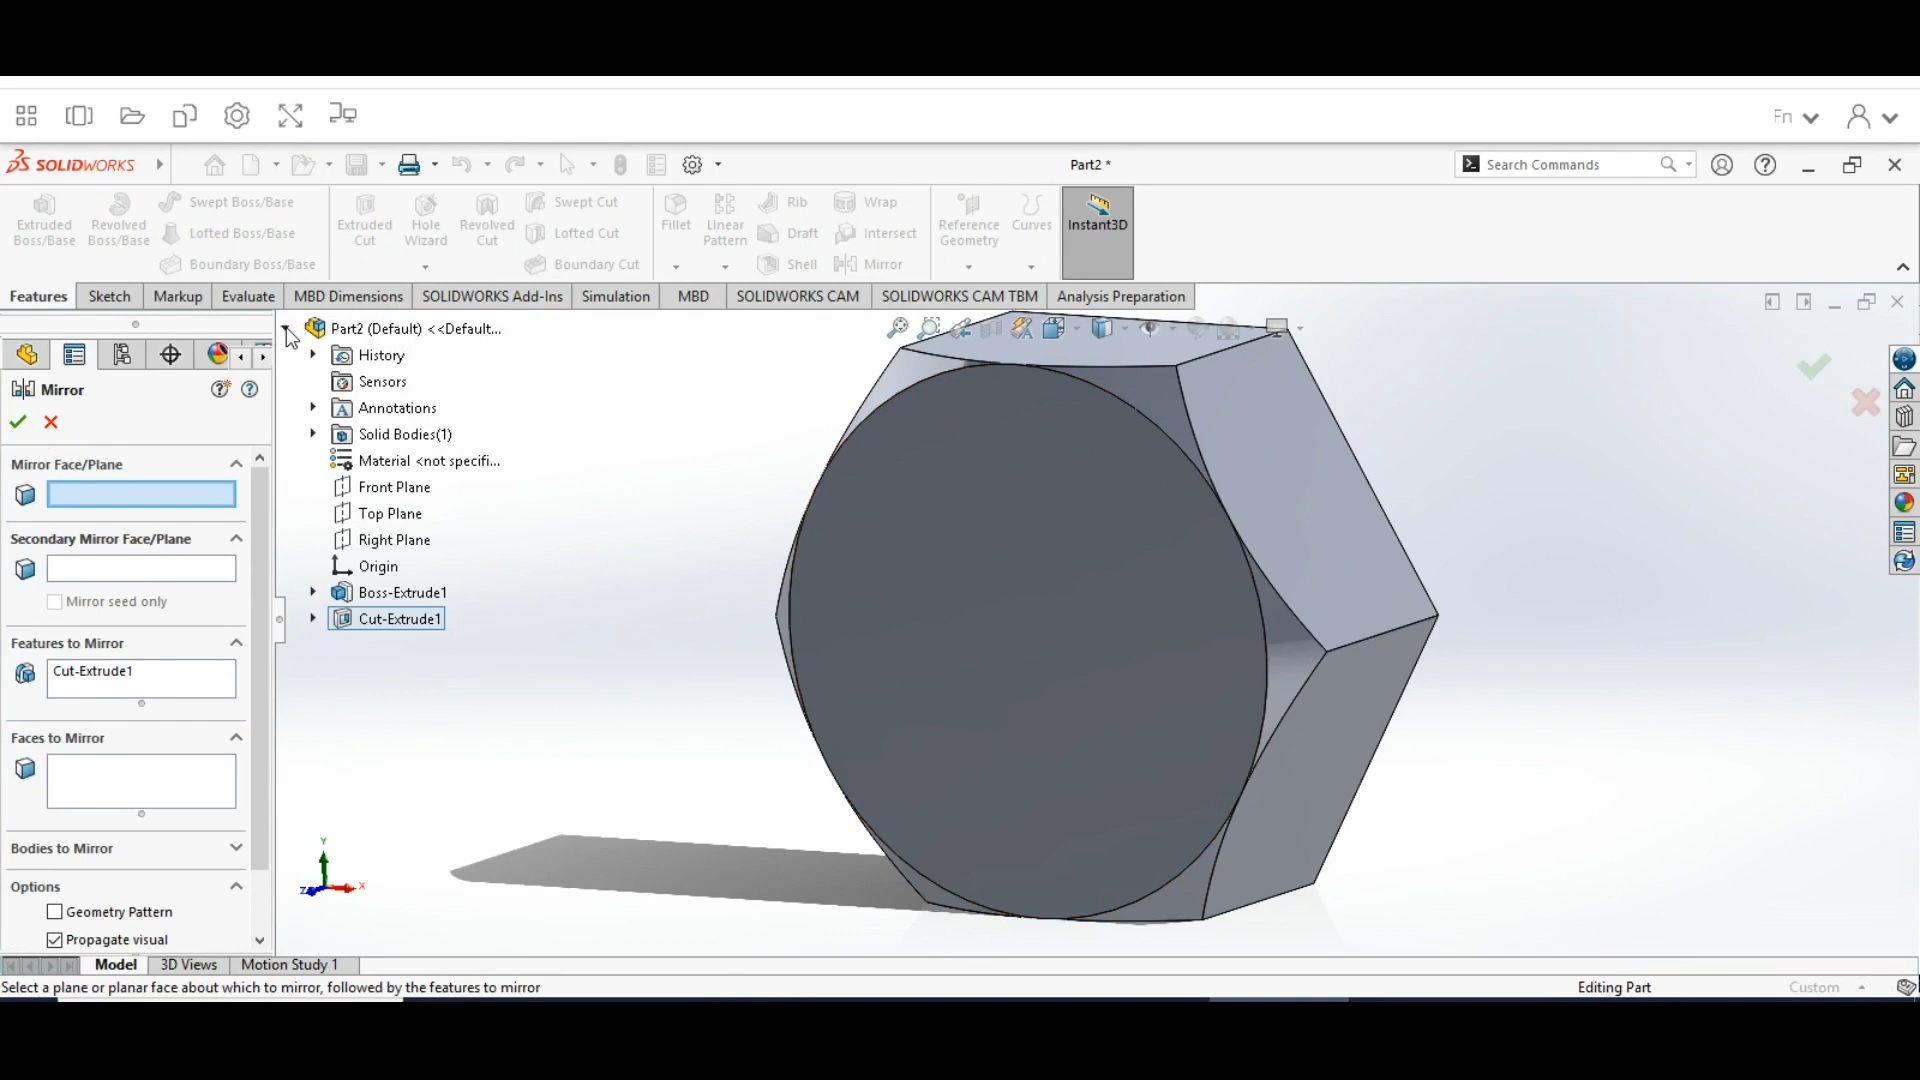 Fn
SOLIDWORKS
Part2 *
Search Commands
Extruded Boss/Base
Revolved Boss/Base
Swept Boss/Base
Lofted Boss/Base
Boundary Boss/Base
Extruded Cut
Hole Wizard
Revolved Cut
Swept Cut
Lofted Cut
Boundary Cut
Fillet
Linear Pattern
Rib
Draft
Shell
Wrap
Intersect
Mirror
Reference Geometry
Curves
Instant3D
Features
Sketch
Markup
Evaluate
MBD Dimensions
SOLIDWORKS Add-Ins
Simulation
MBD
SOLIDWORKS CAM
SOLIDWORKS CAM TBM
Analysis Preparation
Mirror
Mirror Face/Plane
Secondary Mirror Face/Plane
Mirror seed only
Features to Mirror
Cut-Extrude1
Faces to Mirror
Bodies to Mirror
Options
Geometry Pattern
Propagate visual
Part2 (Default) <<Default...
History
Sensors
Annotations
Solid Bodies(1)
Material <not specifi...
Front Plane
Top Plane
Right Plane
Origin
Boss-Extrude1
Cut-Extrude1
Y
Z
X
Model
3D Views
Motion Study 1
Select a plane or planar face about which to mirror, followed by the features to mirror
Editing Part
Custom